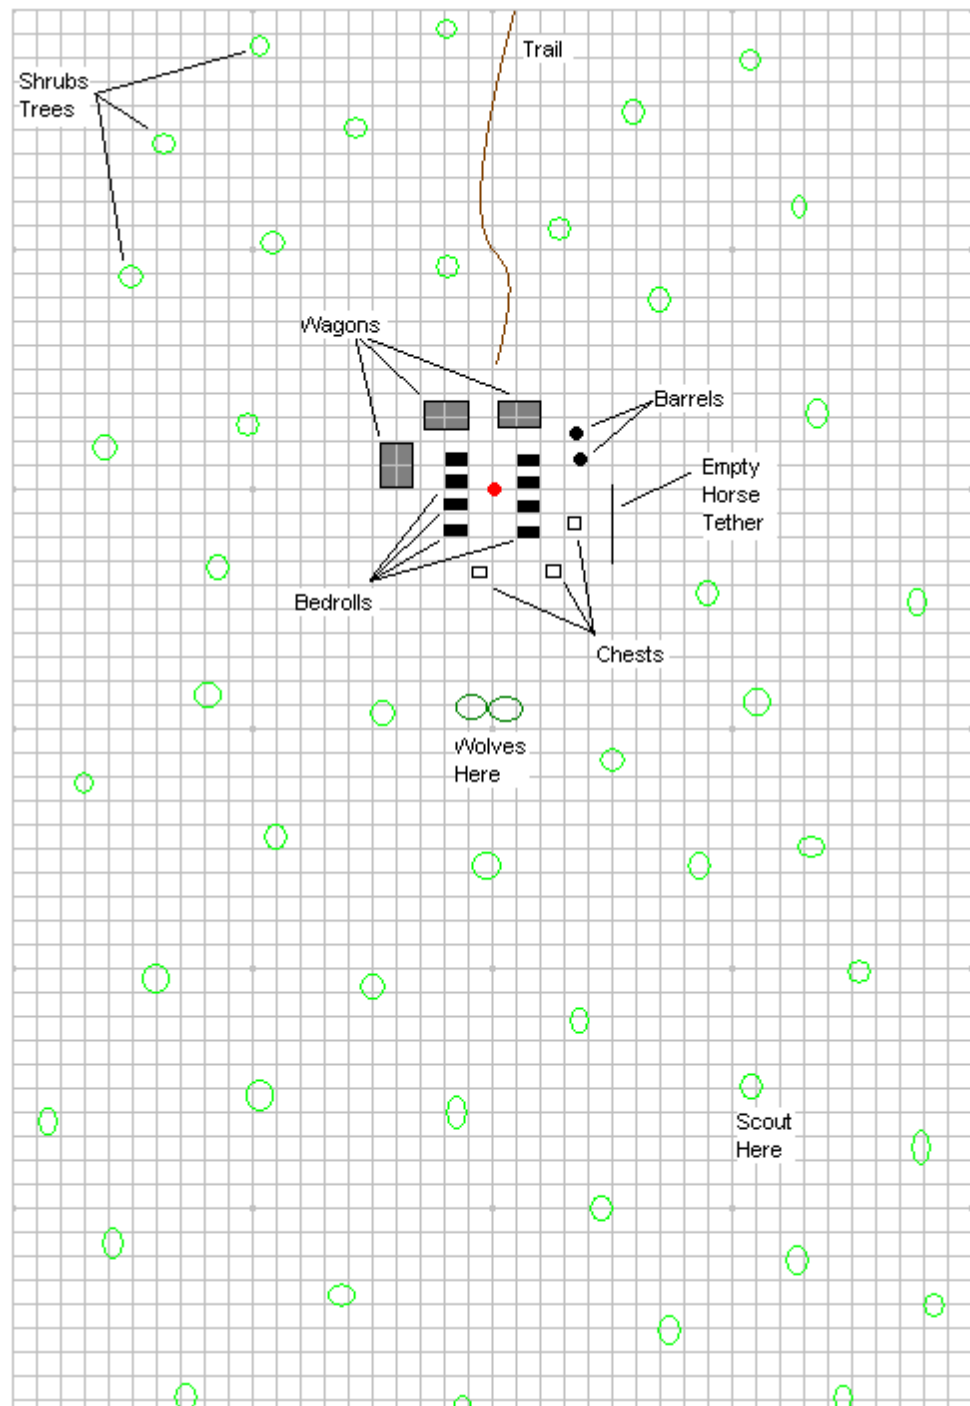 Trail
Shrubs
Trees
Wagons
Barrels
Empty
Horse
Tether
Bedrolls
Chests
Wolves
Here
Scout
Here